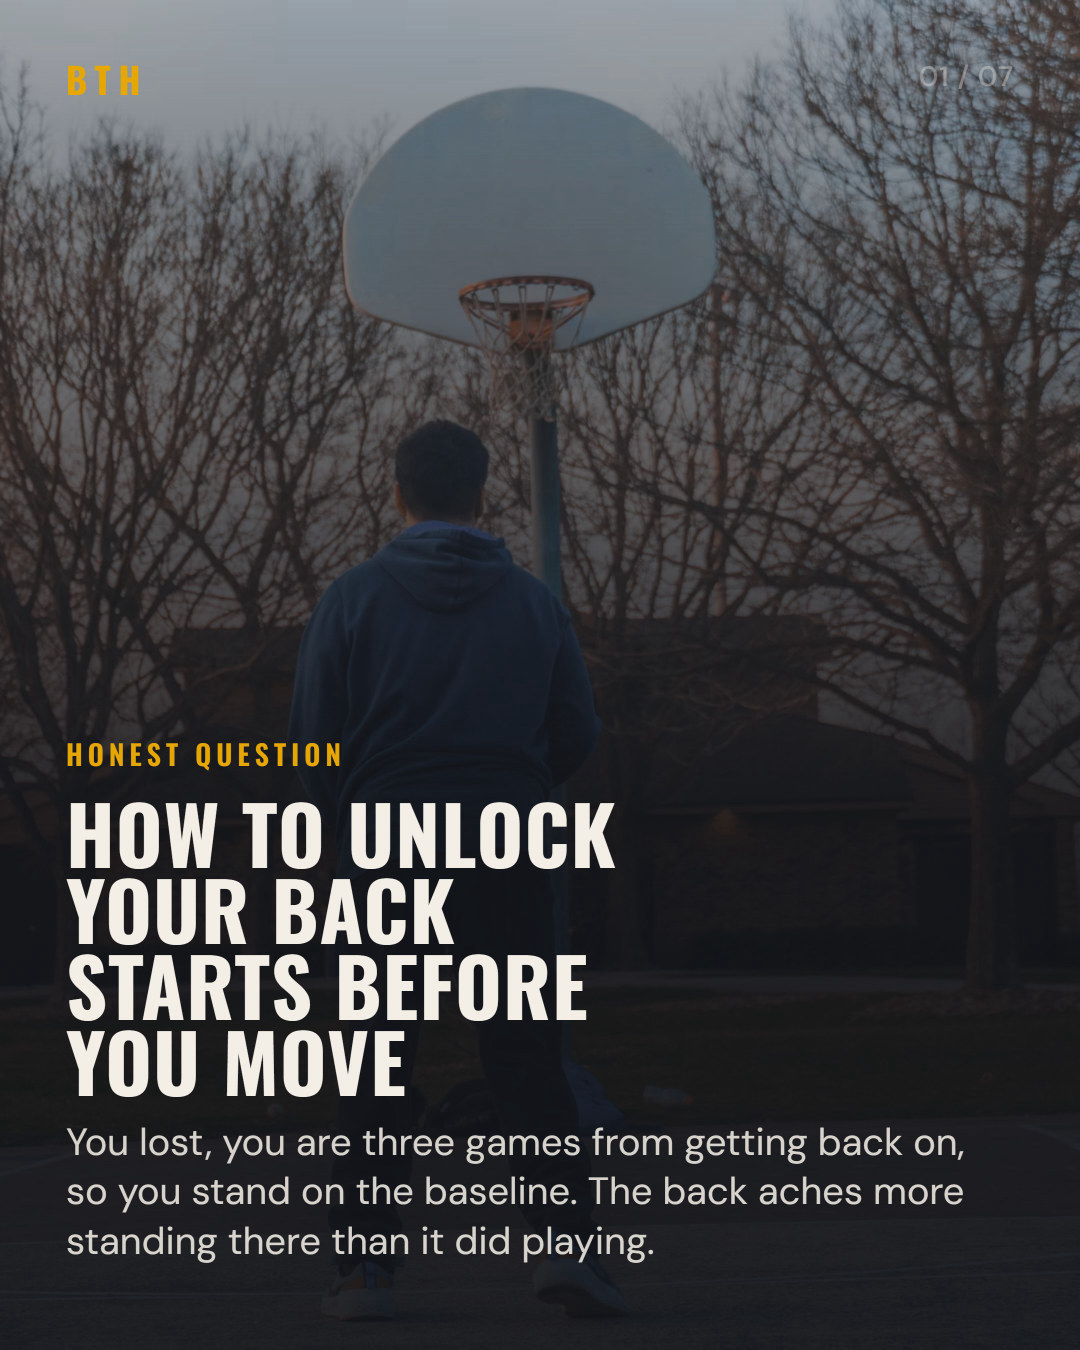 BTH
01 / 07
HONEST QUESTION
HOW TO UNLOCK
YOUR BACK
STARTS BEFORE
YOU MOVE
You lost, you are three games from getting back on,
so you stand on the baseline. The back aches more
standing there than it did playing.